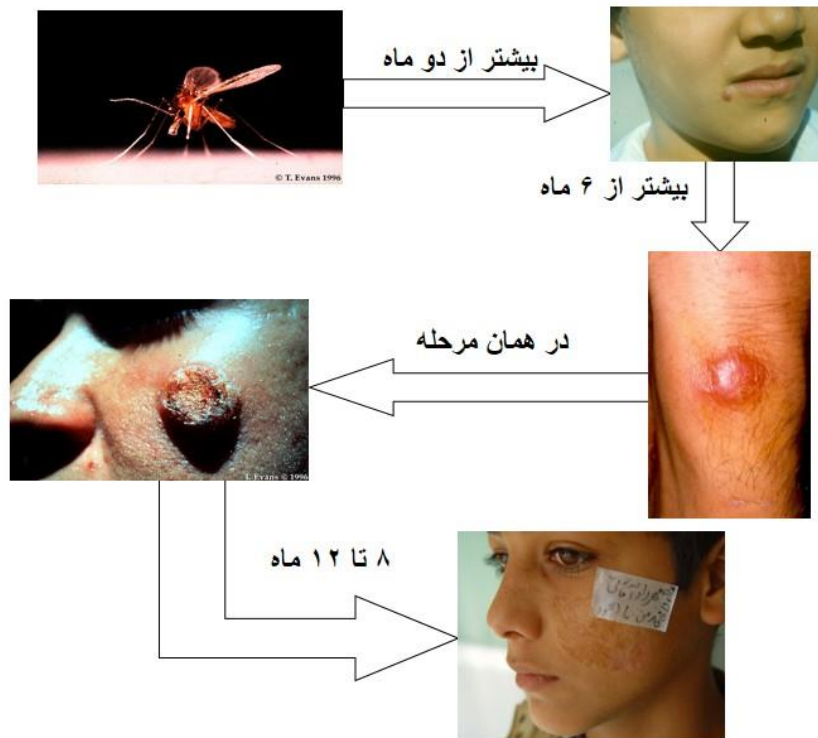 بیشتر از دو ماه
© T. Evans 1996
بیشتر از ۶ ماه
در همان مرحله
T. Evans © 1996
۸ تا ۱۲ ماه